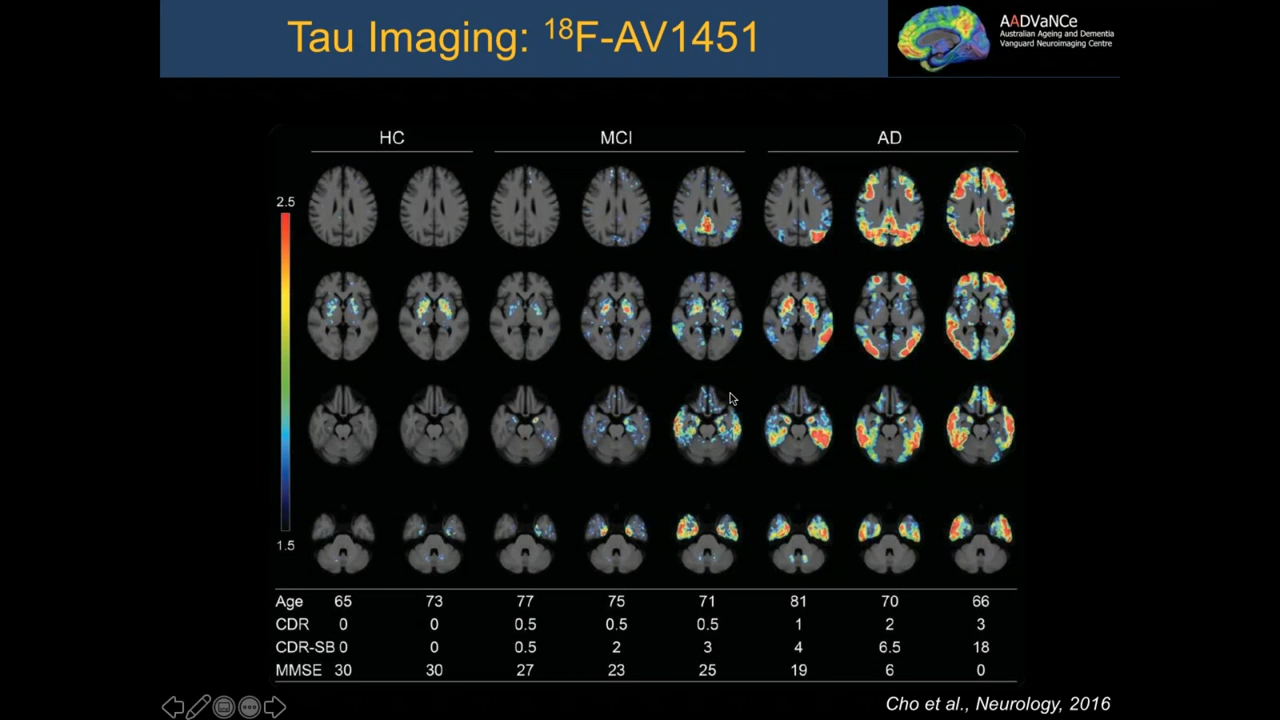 Tau Imaging: 18F-AV1451
AADVaNCe
Australian Ageing and Dementia
Vanguard Neuroimaging Centre
HC MCI AD
2.5
1.5
Age 65 73 77 75 71 81 70 66
CDR 0 0 0.5 0.5 0.5 1 2 3
CDR-SB 0 0 0.5 2 3 4 6.5 18
MMSE 30 30 27 23 25 19 6 0
Cho et al., Neurology, 2016